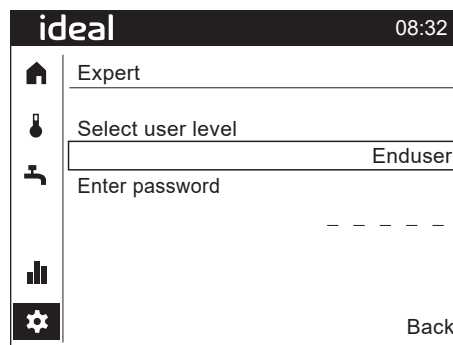 ideal 08:32
Expert
Select user level
Enduser
Enter password
_ _ _ _ _
Back